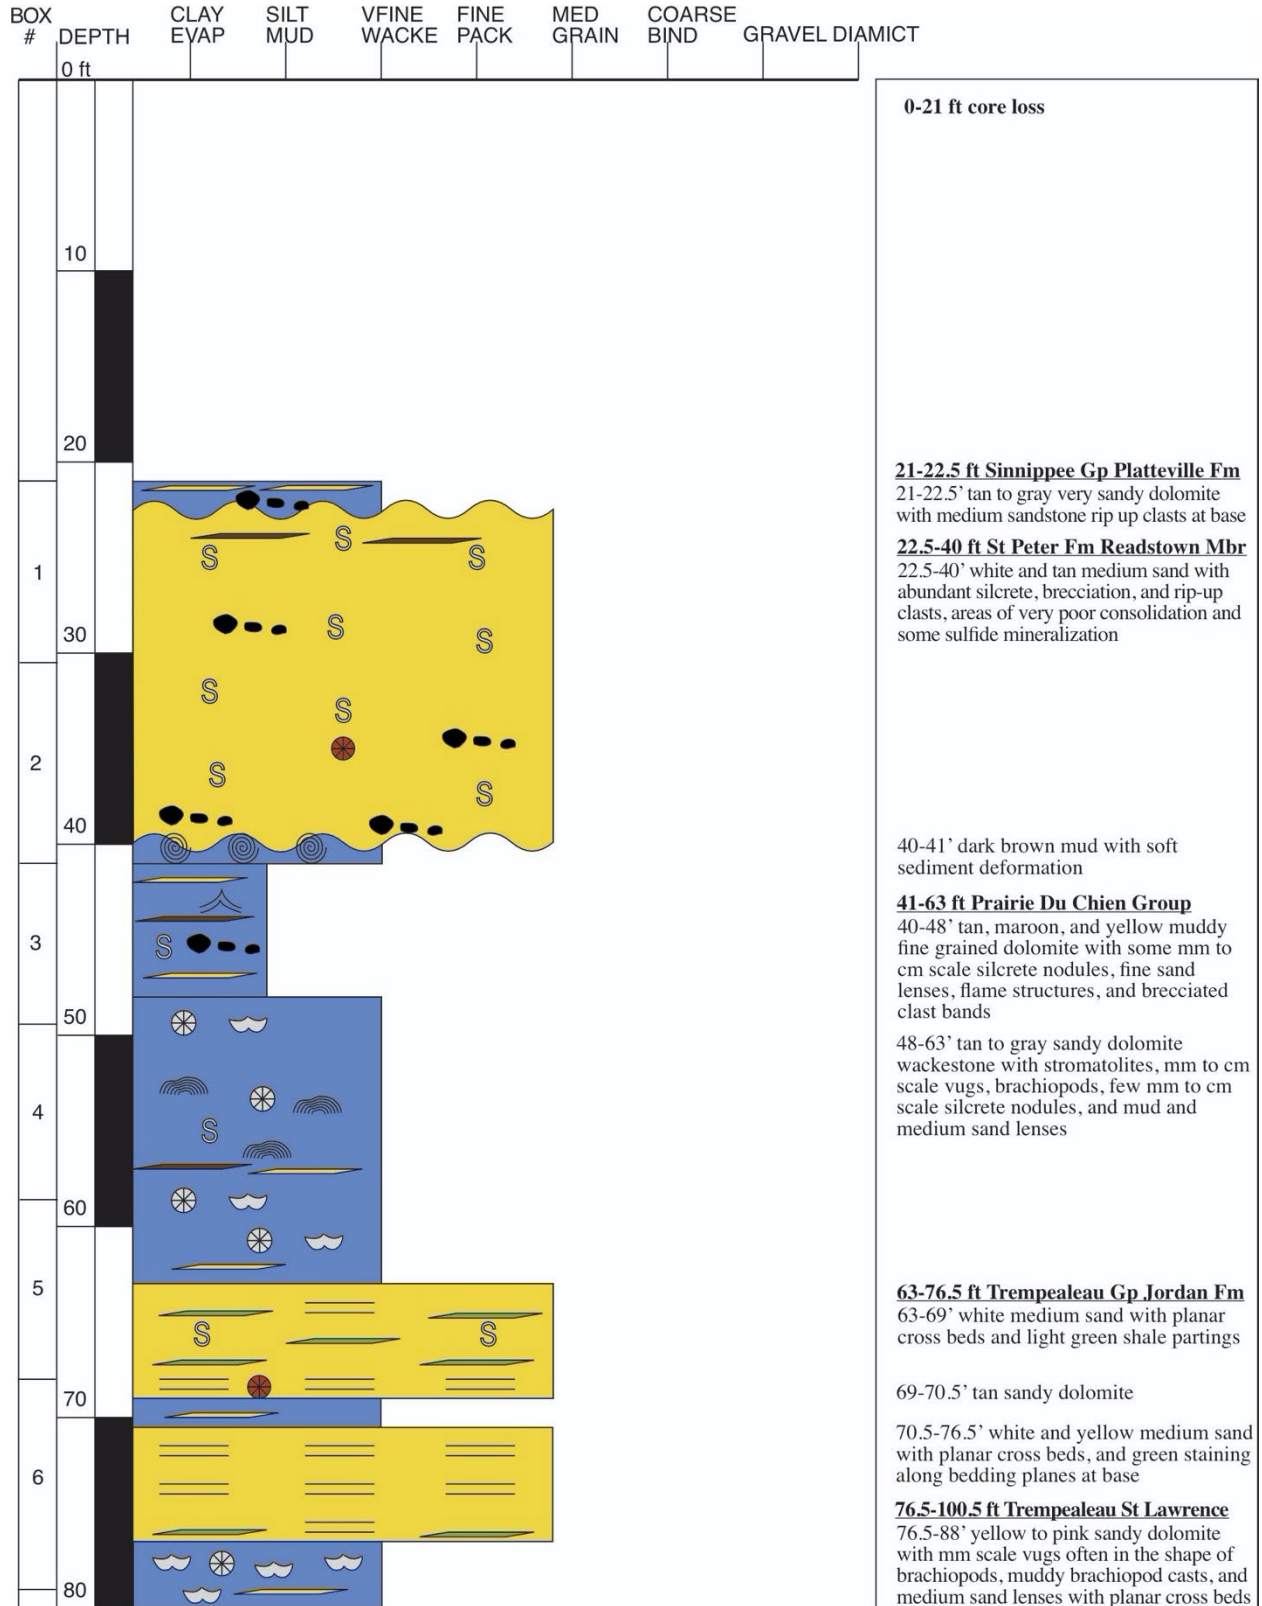 BOX # DEPTH
CLAY EVAP
SILT MUD
VFINE WACKE
FINE PACK
MED GRAIN
COARSE BIND
GRAVEL DIAMICT
0 ft
10
20
30
40
50
60
70
80
1
2
3
4
5
6
S
S
S
S
S
S
S
S
S
S
S
S
S
0-21 ft core loss
21-22.5 ft Sinnippee Gp Platteville Fm
21-22.5' tan to gray very sandy dolomite
with medium sandstone rip up clasts at base
22.5-40 ft St Peter Fm Readstown Mbr
22.5-40' white and tan medium sand with
abundant silcrete, brecciation, and rip-up
clasts, areas of very poor consolidation and
some sulfide mineralization
40-41' dark brown mud with soft
sediment deformation
41-63 ft Prairie Du Chien Group
40-48' tan, maroon, and yellow muddy
fine grained dolomite with some mm to
cm scale silcrete nodules, fine sand
lenses, flame structures, and brecciated
clast bands
48-63' tan to gray sandy dolomite
wackestone with stromatolites, mm to cm
scale vugs, brachiopods, few mm to cm
scale silcrete nodules, and mud and
medium sand lenses
63-76.5 ft Trempealeau Gp Jordan Fm
63-69' white medium sand with planar
cross beds and light green shale partings
69-70.5' tan sandy dolomite
70.5-76.5' white and yellow medium sand
with planar cross beds, and green staining
along bedding planes at base
76.5-100.5 ft Trempealeau St Lawrence
76.5-88' yellow to pink sandy dolomite
with mm scale vugs often in the shape of
brachiopods, muddy brachiopod casts, and
medium sand lenses with planar cross beds